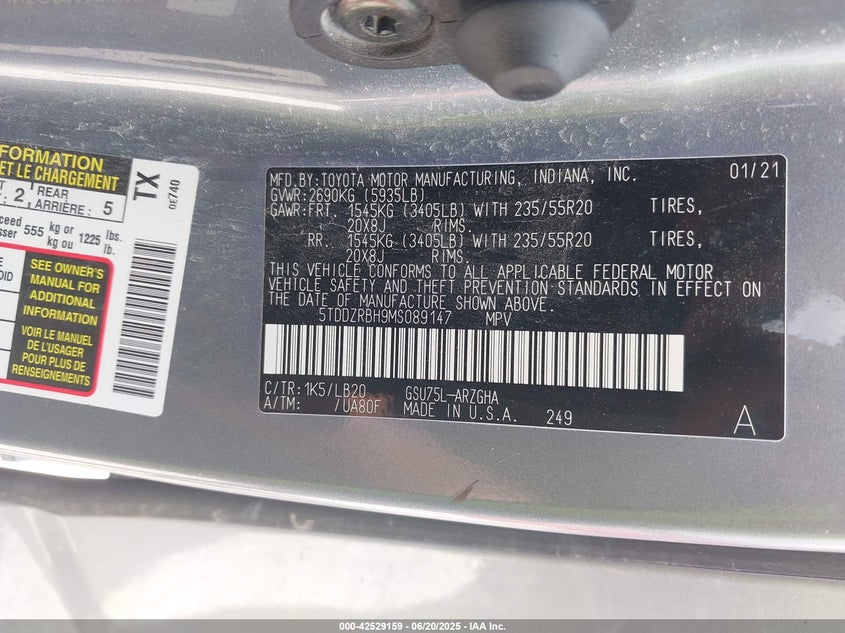 FORMATION
ET LE CHARGEMENT
2 REAR
ARRIÈRE: 5
555 kg or 1225 lbs.
kg ou lb.
SEE OWNER'S
MANUAL FOR
ADDITIONAL
INFORMATION
VOIR LE MANUEL
DE L'USAGER
POUR PLUS DE
RENSEIGNEMENTS
TX
0E740
MFD.BY:TOYOTA MOTOR MANUFACTURING, INDIANA, INC. 01/21
GVWR:2690KG (5935LB)
GAWR:FRT. 1545KG (3405LB) WITH 235/55R20 TIRES,
20X8J RIMS.
RR. 1545KG (3405LB) WITH 235/55R20 TIRES,
20X8J RIMS.
THIS VEHICLE CONFORMS TO ALL APPLICABLE FEDERAL MOTOR
VEHICLE SAFETY AND THEFT PREVENTION STANDARDS IN EFFECT ON
THE DATE OF MANUFACTURE SHOWN ABOVE.
5TDDZRBH9MS089147 MPV
C/TR:1K5/LB20 GSU75L-ARZGHA
A/TM: /UA80F MADE IN U.S.A. 249
A
000-42529159 - 06/20/2025 - IAA Inc.